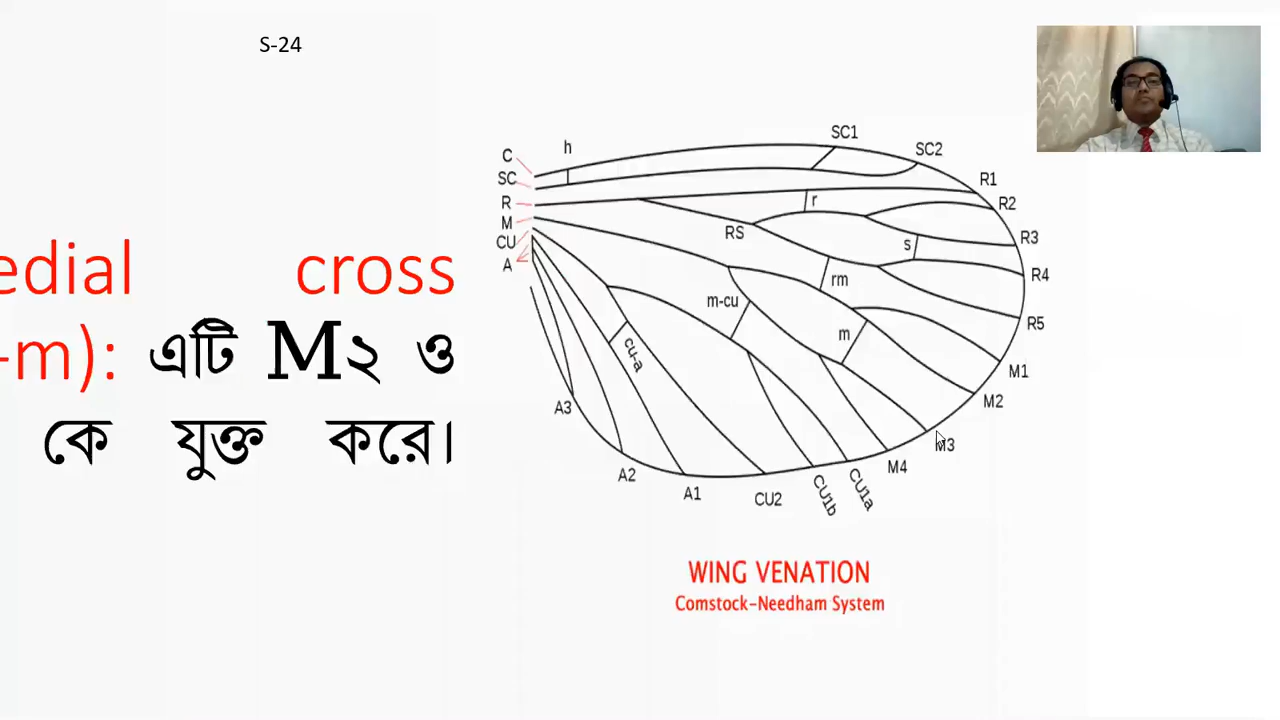 S-24
edial cross
-m): এটি M২ ও
কে যুক্ত করে।
SC1
SC2
h
C
SC
R
M
CU
A
R1
R2
R3
R4
R5
r
RS
s
rm
m-cu
m
cu-a
M1
M2
M3
M4
A3
A2
A1
CU2
CU1b
CU1a
WING VENATION
Comstock-Needham System